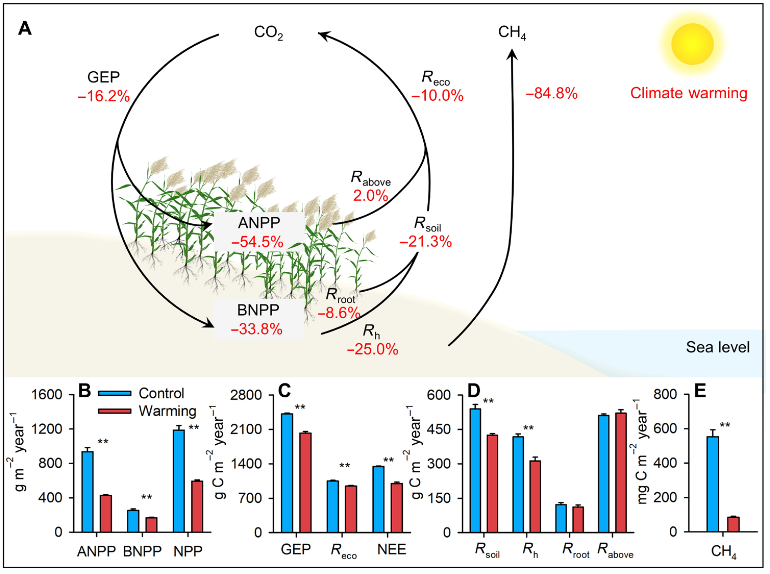 A
CO₂
CH₄
GEP
−16.2%
Reco
−10.0%
−84.8%
Climate warming
Rabove
2.0%
ANPP
−54.5%
Rsoil
−21.3%
Rroot
−8.6%
BNPP
−33.8%
Rh
−25.0%
Sea level
B
Control
Warming
g m⁻² year⁻¹
1600
1200
800
400
0
**
**
**
ANPP BNPP NPP
C
g C m⁻² year⁻¹
2800
2100
1400
700
0
**
**
**
GEP Reco NEE
D
g C m⁻² year⁻¹
600
450
300
150
0
**
**
Rsoil Rh Rroot Rabove
E
mg C m⁻² year⁻¹
800
600
400
200
0
**
CH₄